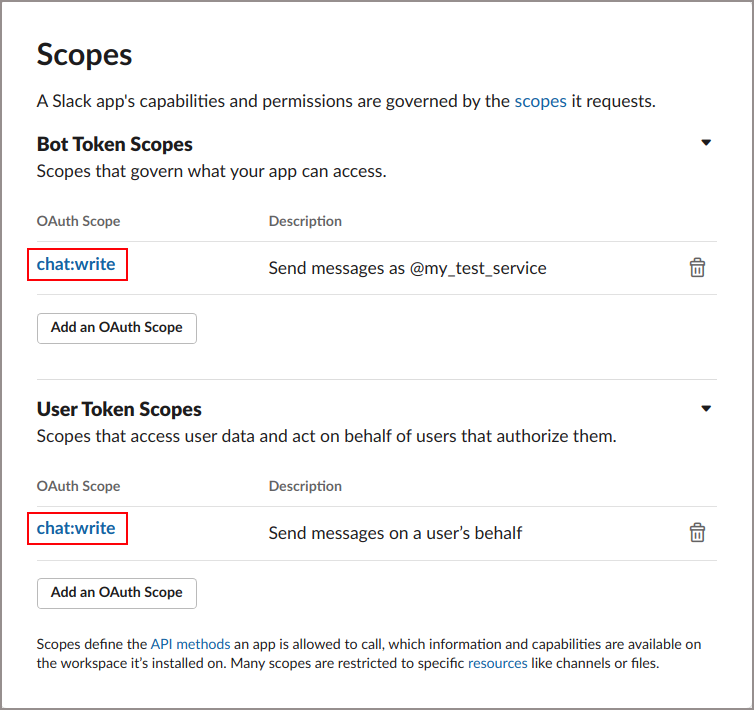 Scopes
A Slack app's capabilities and permissions are governed by the scopes it requests.
Bot Token Scopes
Scopes that govern what your app can access.
OAuth Scope Description
chat:write Send messages as @my_test_service
Add an OAuth Scope
User Token Scopes
Scopes that access user data and act on behalf of users that authorize them.
OAuth Scope Description
chat:write Send messages on a user’s behalf
Add an OAuth Scope
Scopes define the API methods an app is allowed to call, which information and capabilities are available on
the workspace it’s installed on. Many scopes are restricted to specific resources like channels or files.